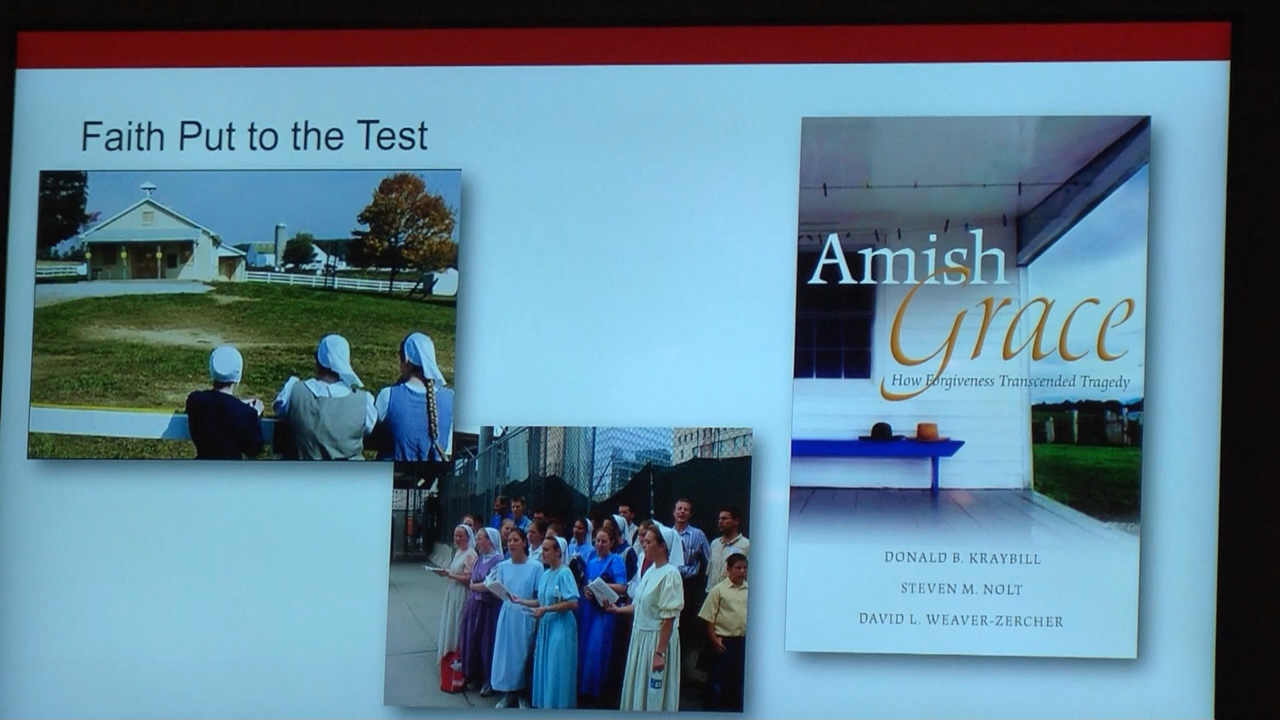 Faith Put to the Test
Amish
Grace
How Forgiveness Transcended Tragedy
DONALD B. KRAYBILL
STEVEN M. NOLT
DAVID L. WEAVER-ZERCHER